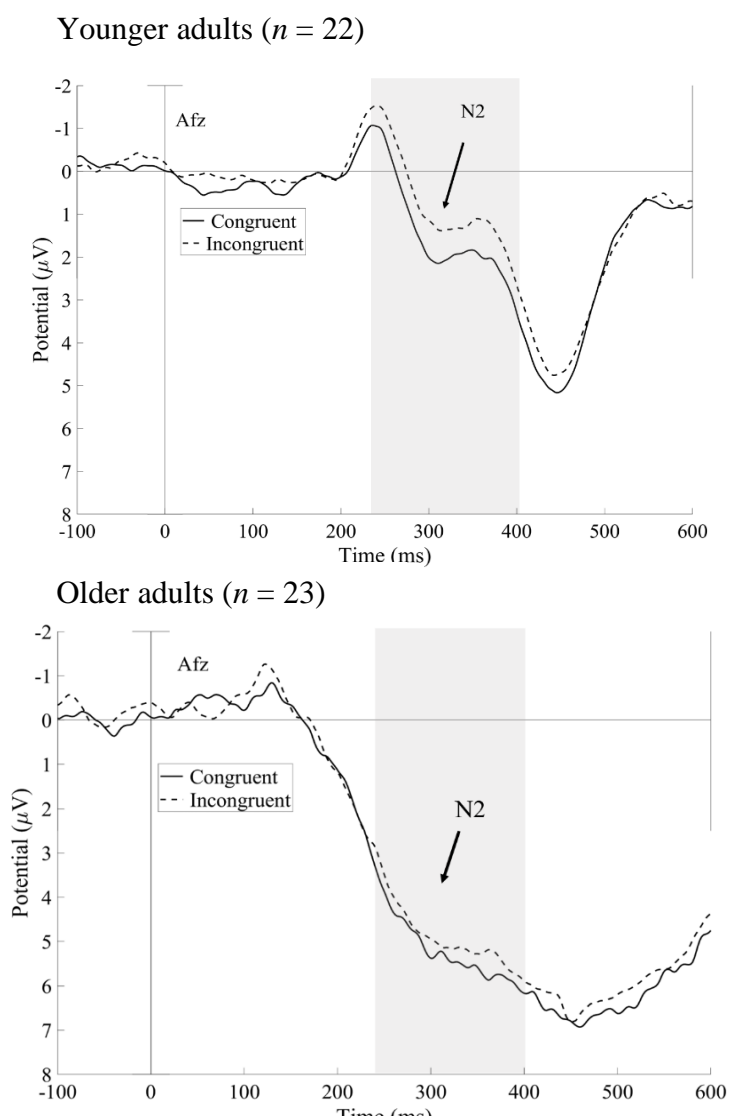 Younger adults (n = 22)
-2
-1
0
1
2
3
4
5
6
7
8
Potential (μV)
Afz
N2
Congruent
Incongruent
-100 0 100 200 300 400 500 600
Time (ms)
Older adults (n = 23)
-2
-1
0
1
2
3
4
5
6
7
8
Potential (μV)
Afz
N2
Congruent
Incongruent
-100 0 100 200 300 400 500 600
Time (ms)